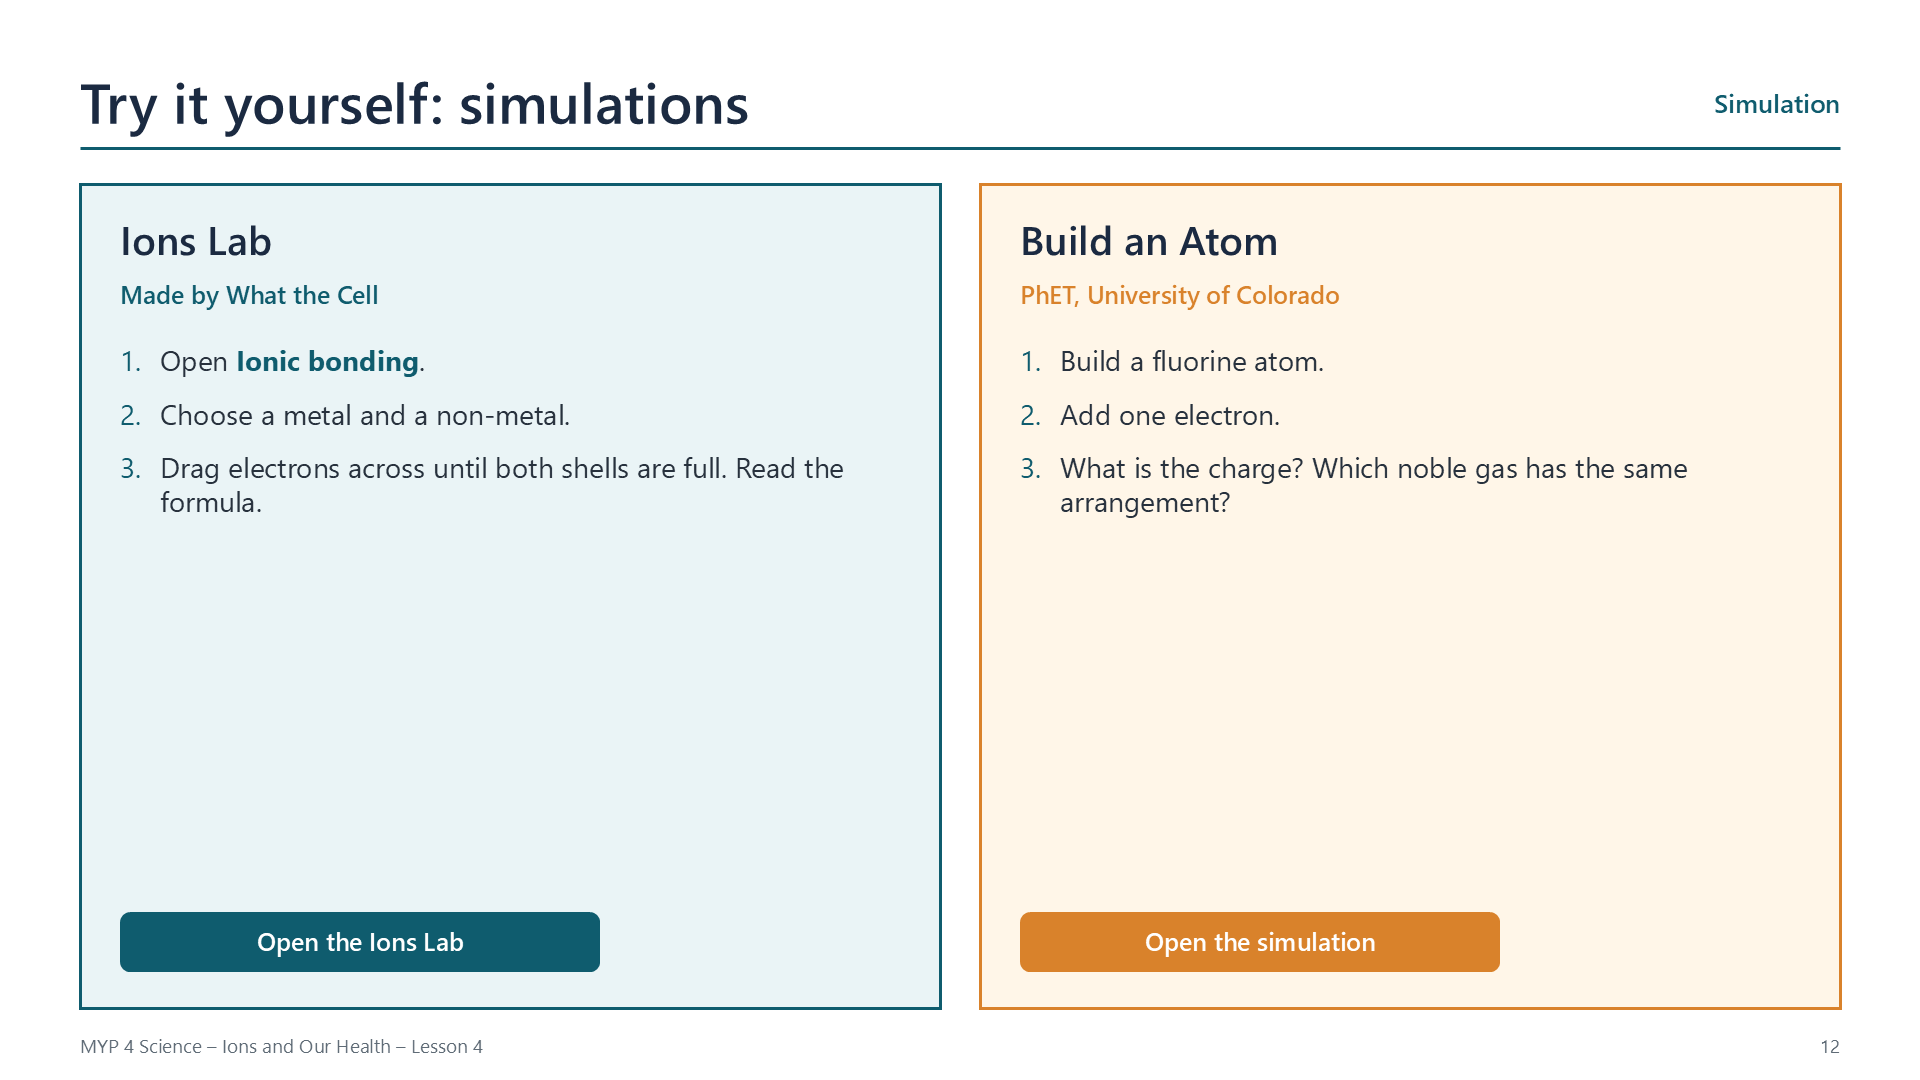 Try it yourself: simulations
Simulation
Ions Lab
Made by What the Cell
1. Open Ionic bonding.
2. Choose a metal and a non-metal.
3. Drag electrons across until both shells are full. Read the
formula.
Open the Ions Lab
Build an Atom
PhET, University of Colorado
1. Build a fluorine atom.
2. Add one electron.
3. What is the charge? Which noble gas has the same
arrangement?
Open the simulation
MYP 4 Science – Ions and Our Health – Lesson 4
12